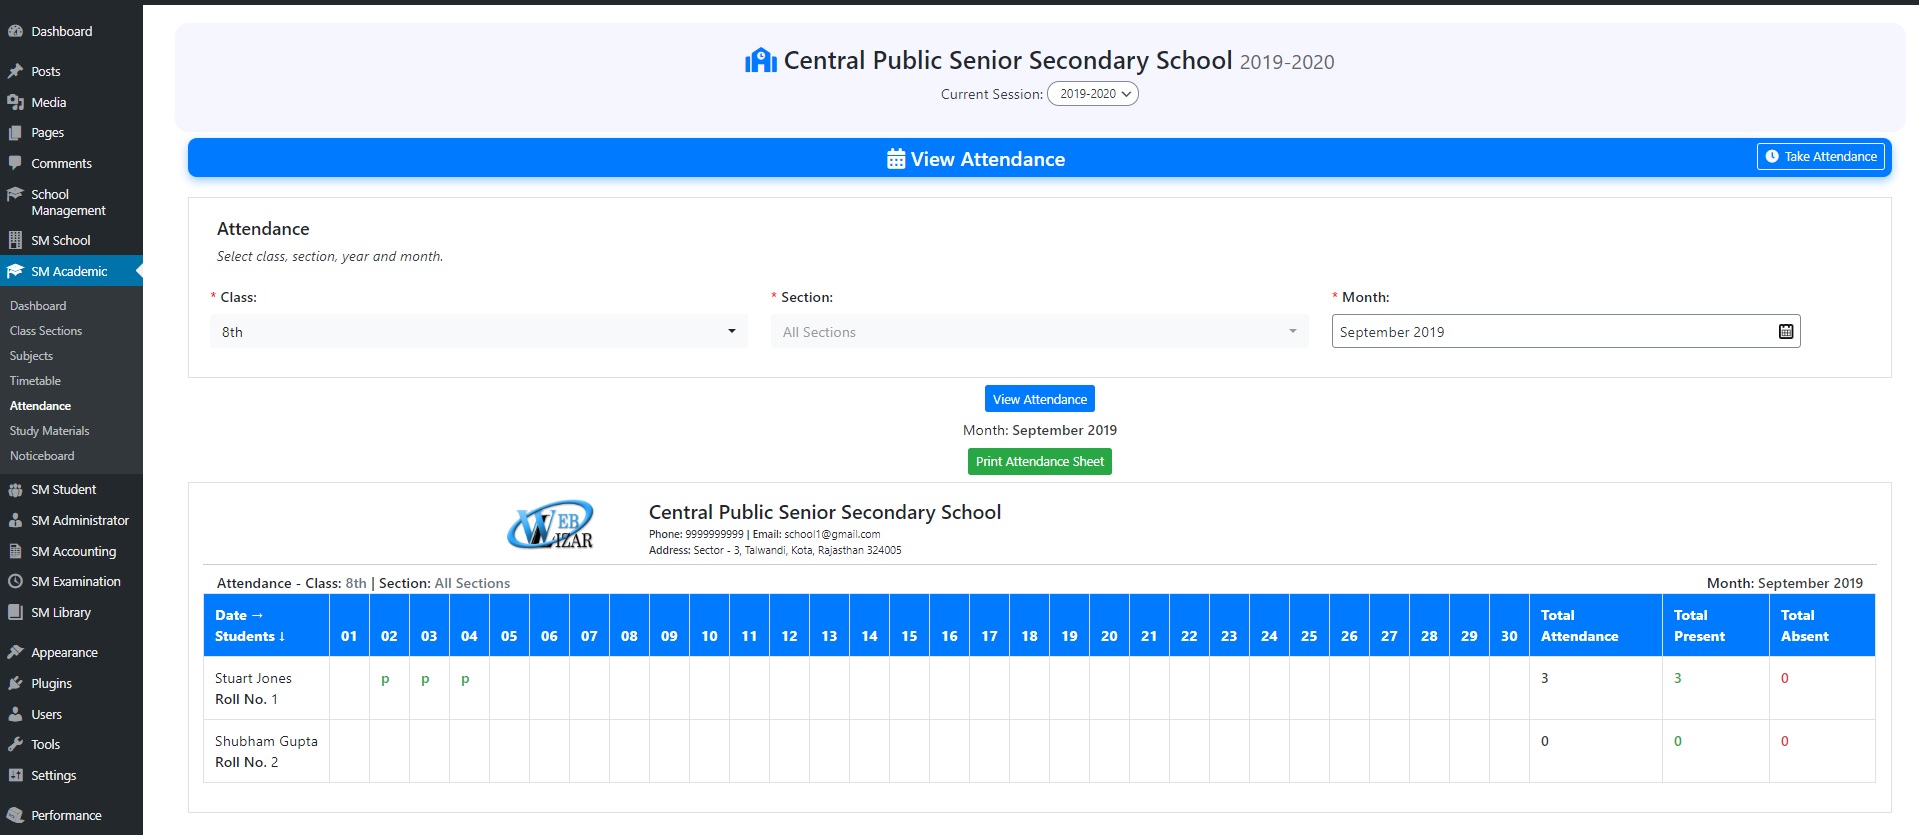 Dashboard
Posts
Media
Pages
Comments
School
Management
SM School
SM Academic
Dashboard
Class Sections
Subjects
Timetable
Attendance
Study Materials
Noticeboard
SM Student
SM Administrator
SM Accounting
SM Examination
SM Library
Appearance
Plugins
Users
Tools
Settings
Performance
Central Public Senior Secondary School 2019-2020
Current Session: 2019-2020
View Attendance
Take Attendance
Attendance
Select class, section, year and month.
* Class: * Section: * Month:
8th All Sections September 2019
View Attendance
Month: September 2019
Print Attendance Sheet
WEB
WIZAR
Central Public Senior Secondary School
Phone: 9999999999 | Email: school1@gmail.com
Address: Sector - 3, Talwandi, Kota, Rajasthan 324005
Attendance - Class: 8th | Section: All Sections Month: September 2019
Date → Total Total Total
Students ↓ 01 02 03 04 05 06 07 08 09 10 11 12 13 14 15 16 17 18 19 20 21 22 23 24 25 26 27 28 29 30 Attendance Present Absent
Stuart Jones p p p 3 3 0
Roll No. 1
Shubham Gupta 0 0 0
Roll No. 2